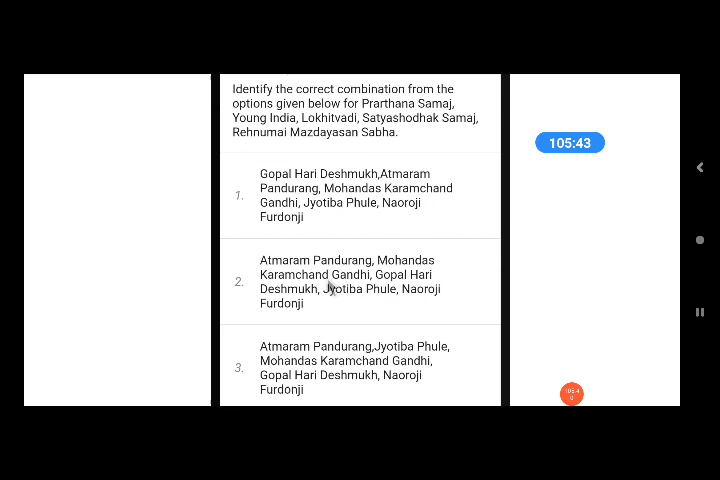 Identify the correct combination from the
options given below for Prarthana Samaj,
Young India, Lokhitvadi, Satyashodhak Samaj,
Rehnumai Mazdayasan Sabha.
105:43
1.
Gopal Hari Deshmukh,Atmaram
Pandurang, Mohandas Karamchand
Gandhi, Jyotiba Phule, Naoroji
Furdonji
2.
Atmaram Pandurang, Mohandas
Karamchand Gandhi, Gopal Hari
Deshmukh, Jyotiba Phule, Naoroji
Furdonji
3.
Atmaram Pandurang,Jyotiba Phule,
Mohandas Karamchand Gandhi,
Gopal Hari Deshmukh, Naoroji
Furdonji